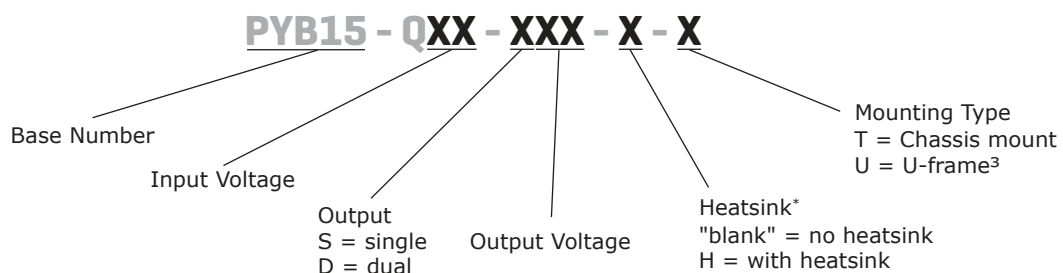 PYB15 - QXX - XXX - X - X
Base Number
Input Voltage
Output
S = single
D = dual
Output Voltage
Heatsink*
"blank" = no heatsink
H = with heatsink
Mounting Type
T = Chassis mount
U = U-frame³